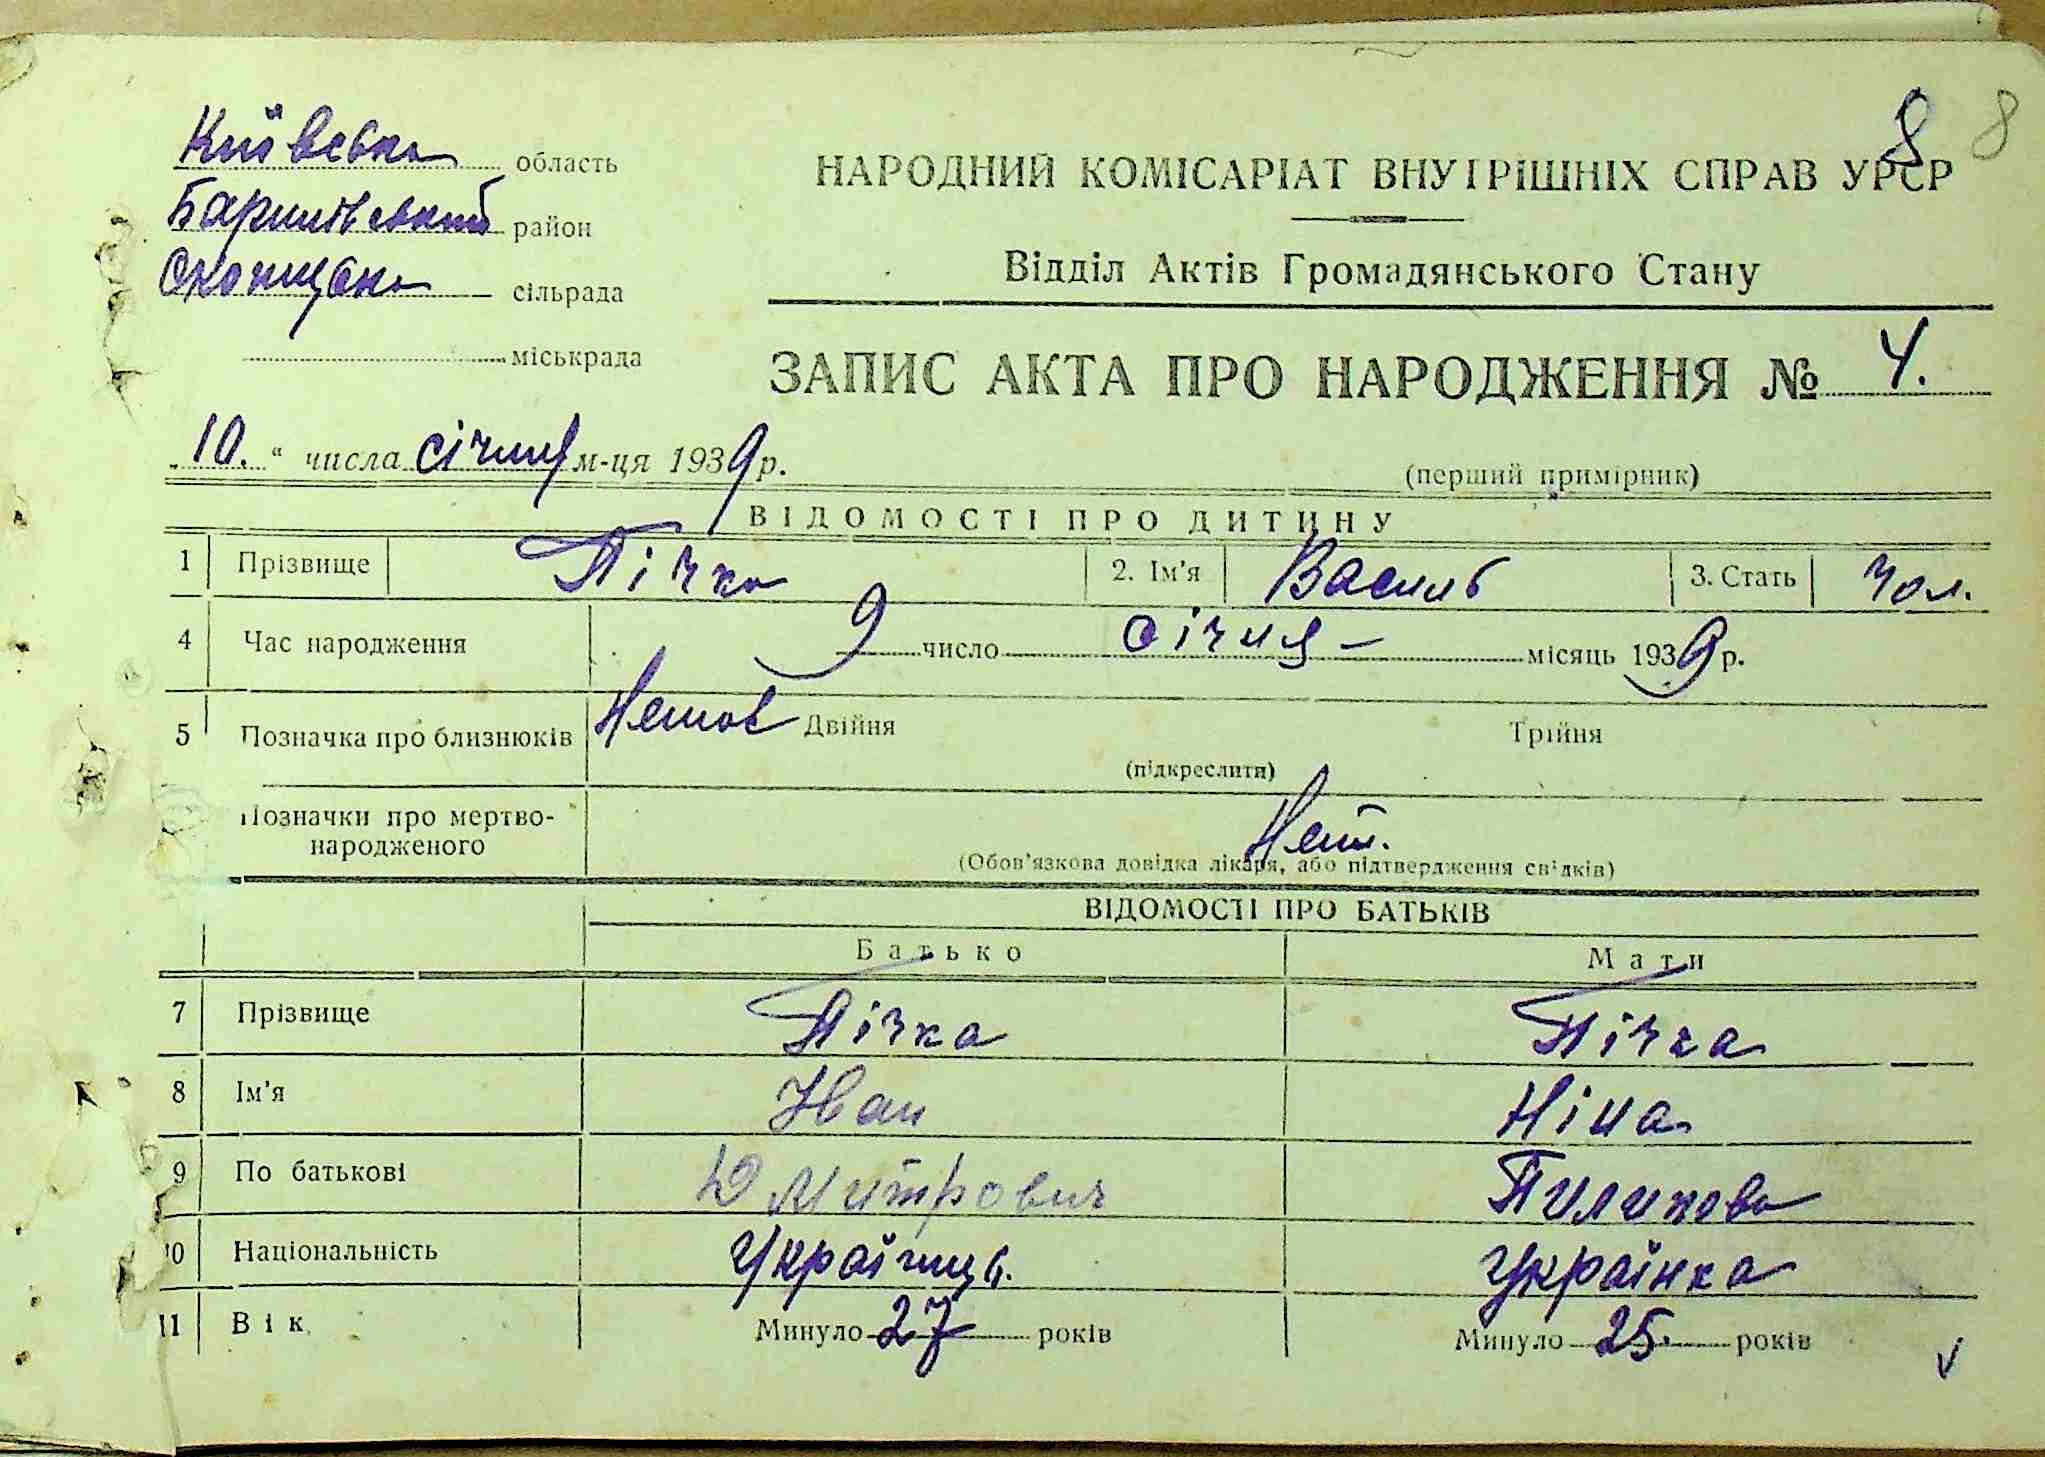 8 8
Київська область
НАРОДНИЙ КОМІСАРІАТ ВНУТРІШНІХ СПРАВ УРСР
Баришівський район
Відділ Актів Громадянського Стану
сільрада
міськрада
ЗАПИС АКТА ПРО НАРОДЖЕННЯ № 4.
„10.“ числа січня м-ця 1939 р.
(перший примірник)
ВІДОМОСТІ ПРО ДИТИНУ
1 Прізвище Пічка 2. Ім'я Василь 3. Стать Чол.
4 Час народження 9 число січня – місяць 1939 р.
5 Позначка про близнюків Двійня Трійня
(підкреслити)
Позначки про мертво-
народженого Нет.
(Обов'язкова довідка лікаря, або підтвердження свідків)
ВІДОМОСТІ ПРО БАТЬКІВ
Батько Мати
7 Прізвище Пічка Пічка
8 Ім'я Иван Ніна
9 По батькові Дмитрович Пилипова
10 Національність Українець. Українка
11 Вік Минуло 27 років Минуло 25. років